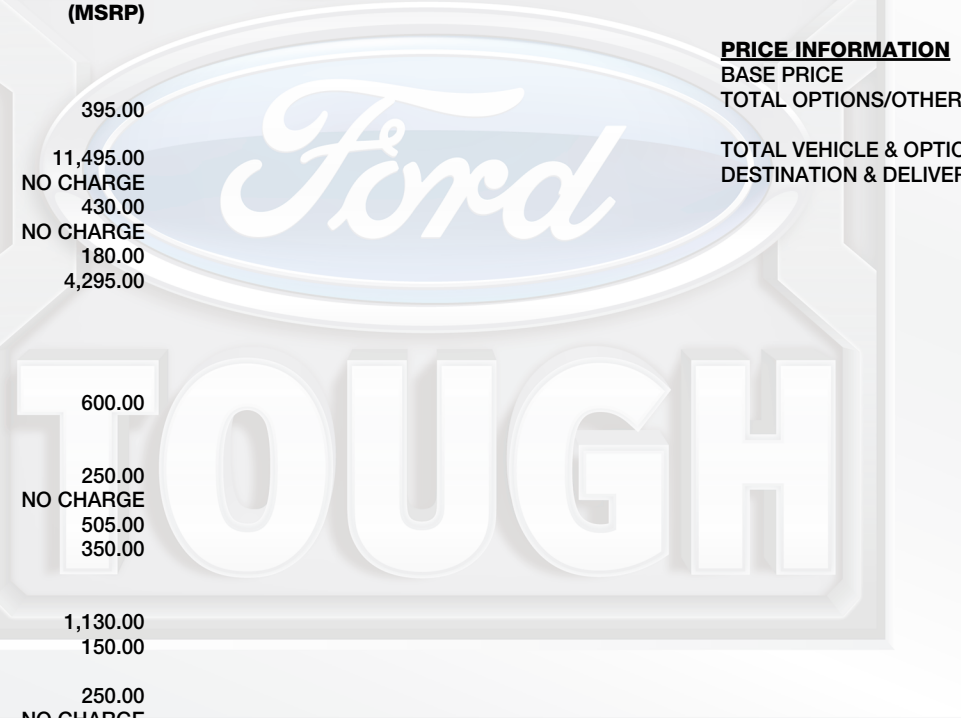 (MSRP)
395.00
11,495.00
NO CHARGE
430.00
NO CHARGE
180.00
4,295.00
600.00
250.00
NO CHARGE
505.00
350.00
1,130.00
150.00
250.00
NO CHARGE
PRICE INFORMATION
BASE PRICE
TOTAL OPTIONS/OTHER
TOTAL VEHICLE & OPTIO
DESTINATION & DELIVER
Ford
TOUGH